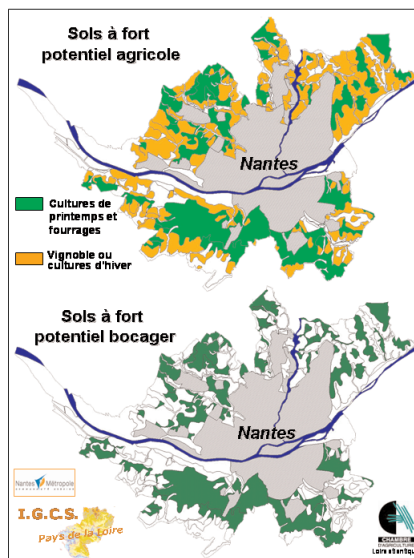 Sols à fort
potentiel agricole
Nantes
Cultures de
printemps et
fourrages
Vignoble ou
cultures d'hiver
Sols à fort
potentiel bocager
Nantes
Nantes Métropole
I.G.C.S.
Pays de la Loire
CHAMBRE
D'AGRICULTURE
Loire atlantique